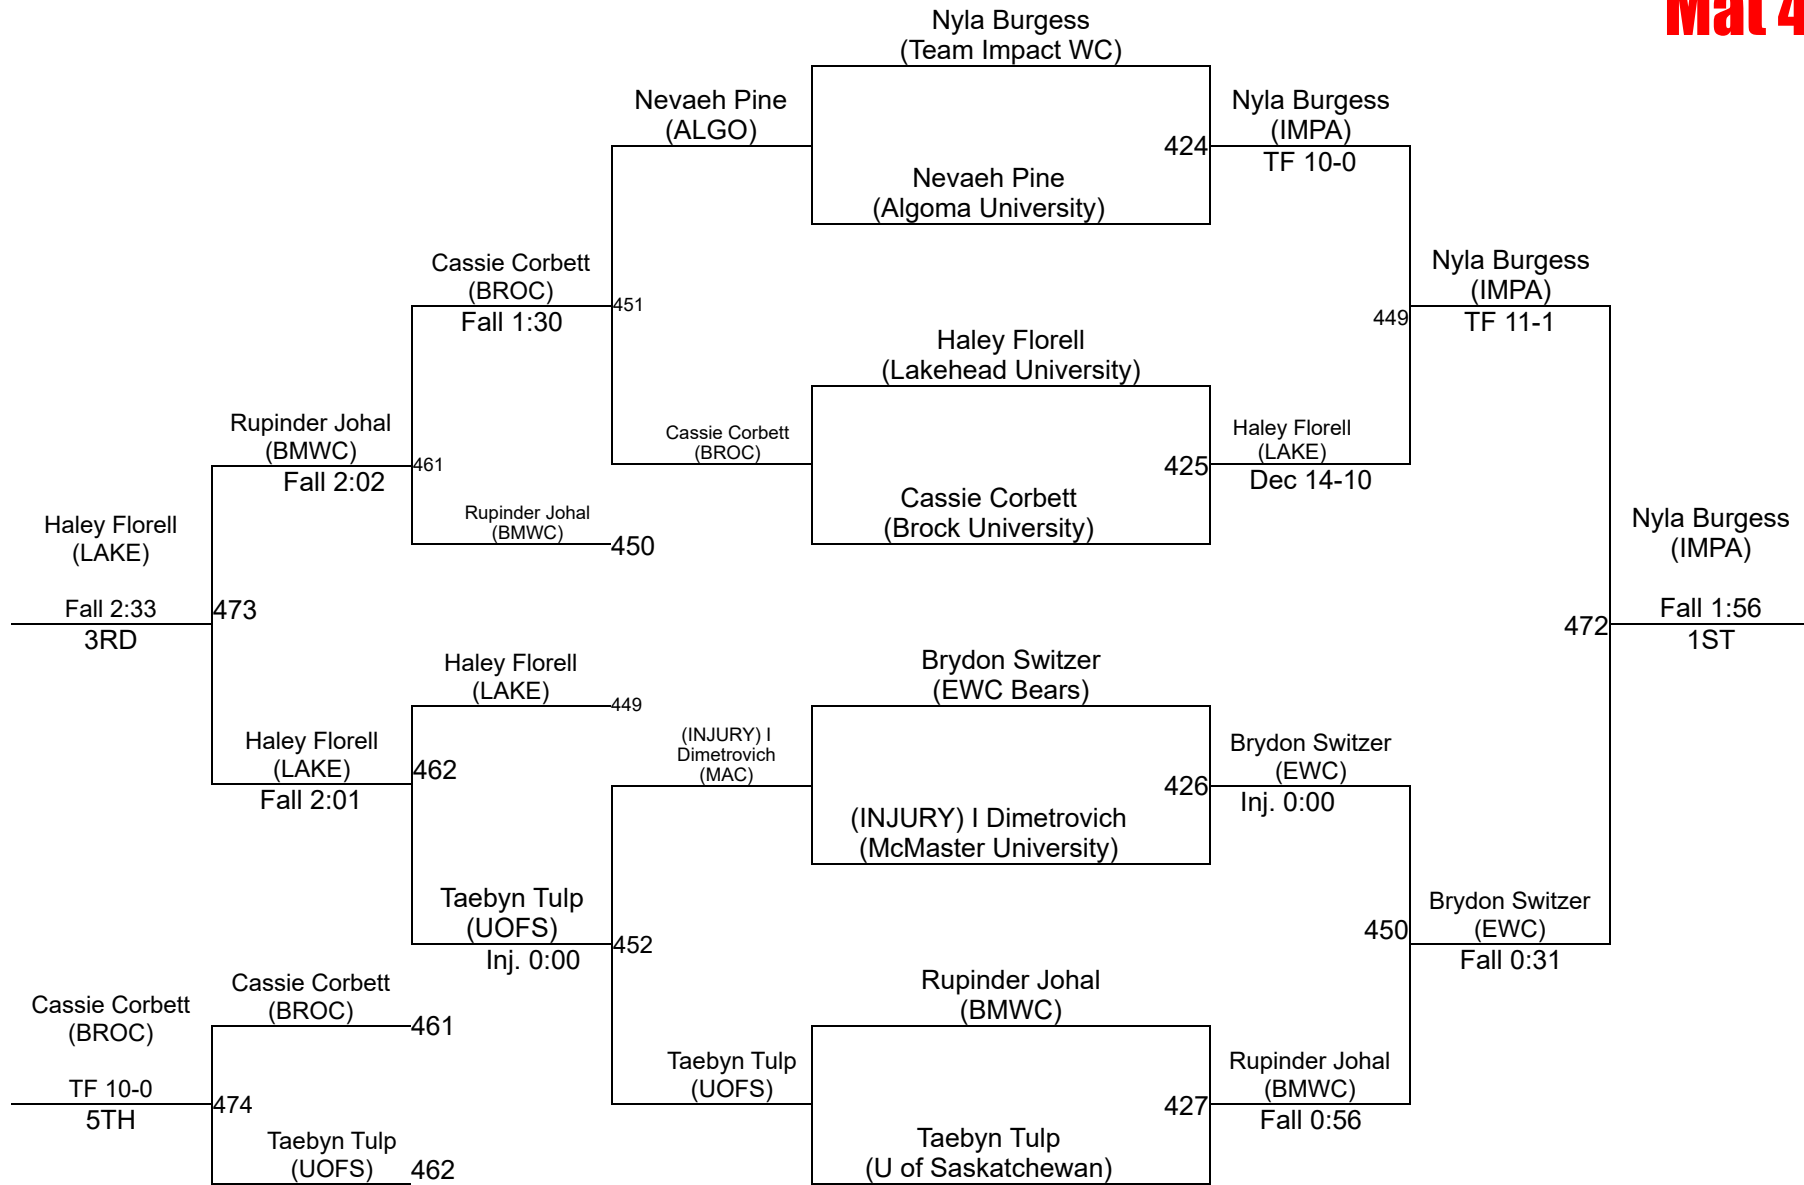 Mat 4
Nyla Burgess
(Team Impact WC)
Nevaeh Pine
(ALGO)
Nyla Burgess
(IMPA)
TF 10-0
424
Nevaeh Pine
(Algoma University)
Cassie Corbett
(BROC)
Fall 1:30
451
Nyla Burgess
(IMPA)
TF 11-1
449
Haley Florell
(Lakehead University)
Rupinder Johal
(BMWC)
Fall 2:02
461
Cassie Corbett
(BROC)
425
Haley Florell
(LAKE)
Dec 14-10
Cassie Corbett
(Brock University)
Rupinder Johal
(BMWC)
450
Haley Florell
(LAKE)
Fall 2:33
3RD
473
Nyla Burgess
(IMPA)
Fall 1:56
1ST
472
Haley Florell
(LAKE)
449
Brydon Switzer
(EWC Bears)
Haley Florell
(LAKE)
Fall 2:01
462
(INJURY) I
Dimetrovich
(MAC)
426
Brydon Switzer
(EWC)
Inj. 0:00
(INJURY) I Dimetrovich
(McMaster University)
Taebyn Tulp
(UOFS)
Inj. 0:00
452
450
Brydon Switzer
(EWC)
Fall 0:31
Rupinder Johal
(BMWC)
Cassie Corbett
(BROC)
461
Cassie Corbett
(BROC)
TF 10-0
5TH
474
Taebyn Tulp
(UOFS)
427
Rupinder Johal
(BMWC)
Fall 0:56
Taebyn Tulp
(UOFS)
462
Taebyn Tulp
(U of Saskatchewan)